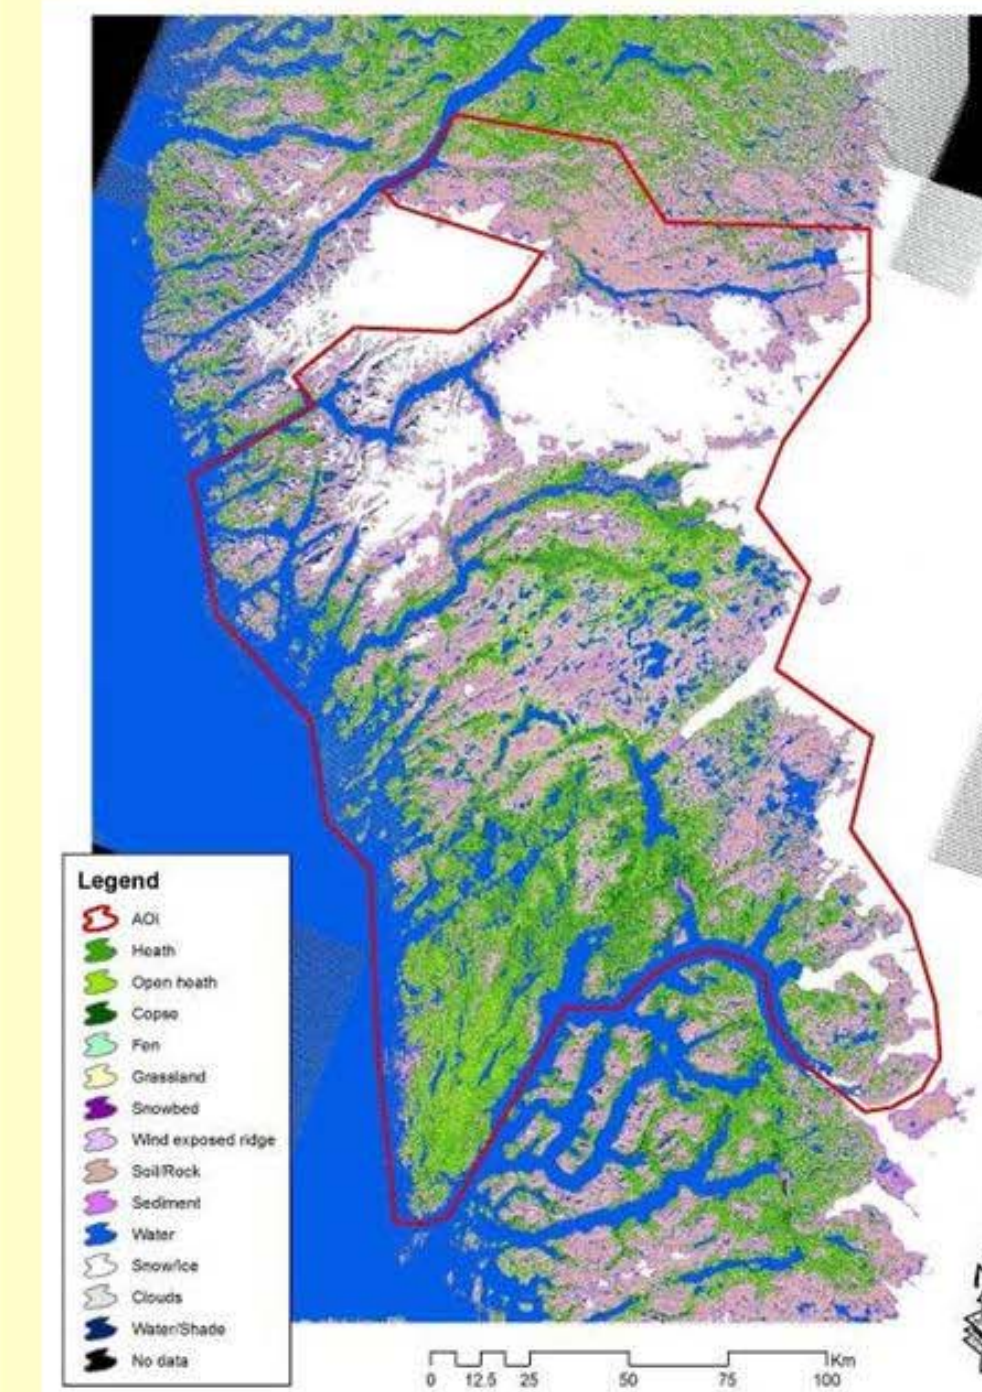 Legend
AOI
Heath
Open heath
Copse
Fen
Grassland
Snowbed
Wind exposed ridge
Soil/Rock
Sediment
Water
Snow/Ice
Clouds
Water/Shade
No data
Km
0 12.5 25 50 75 100